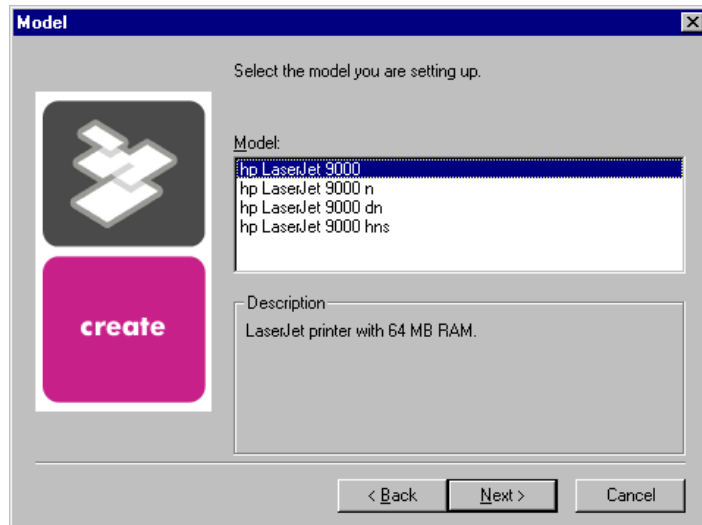 Model
Select the model you are setting up.
Model:
hp LaserJet 9000
hp LaserJet 9000 n
hp LaserJet 9000 dn
hp LaserJet 9000 hns
create
Description
LaserJet printer with 64 MB RAM.
< Back
Next >
Cancel